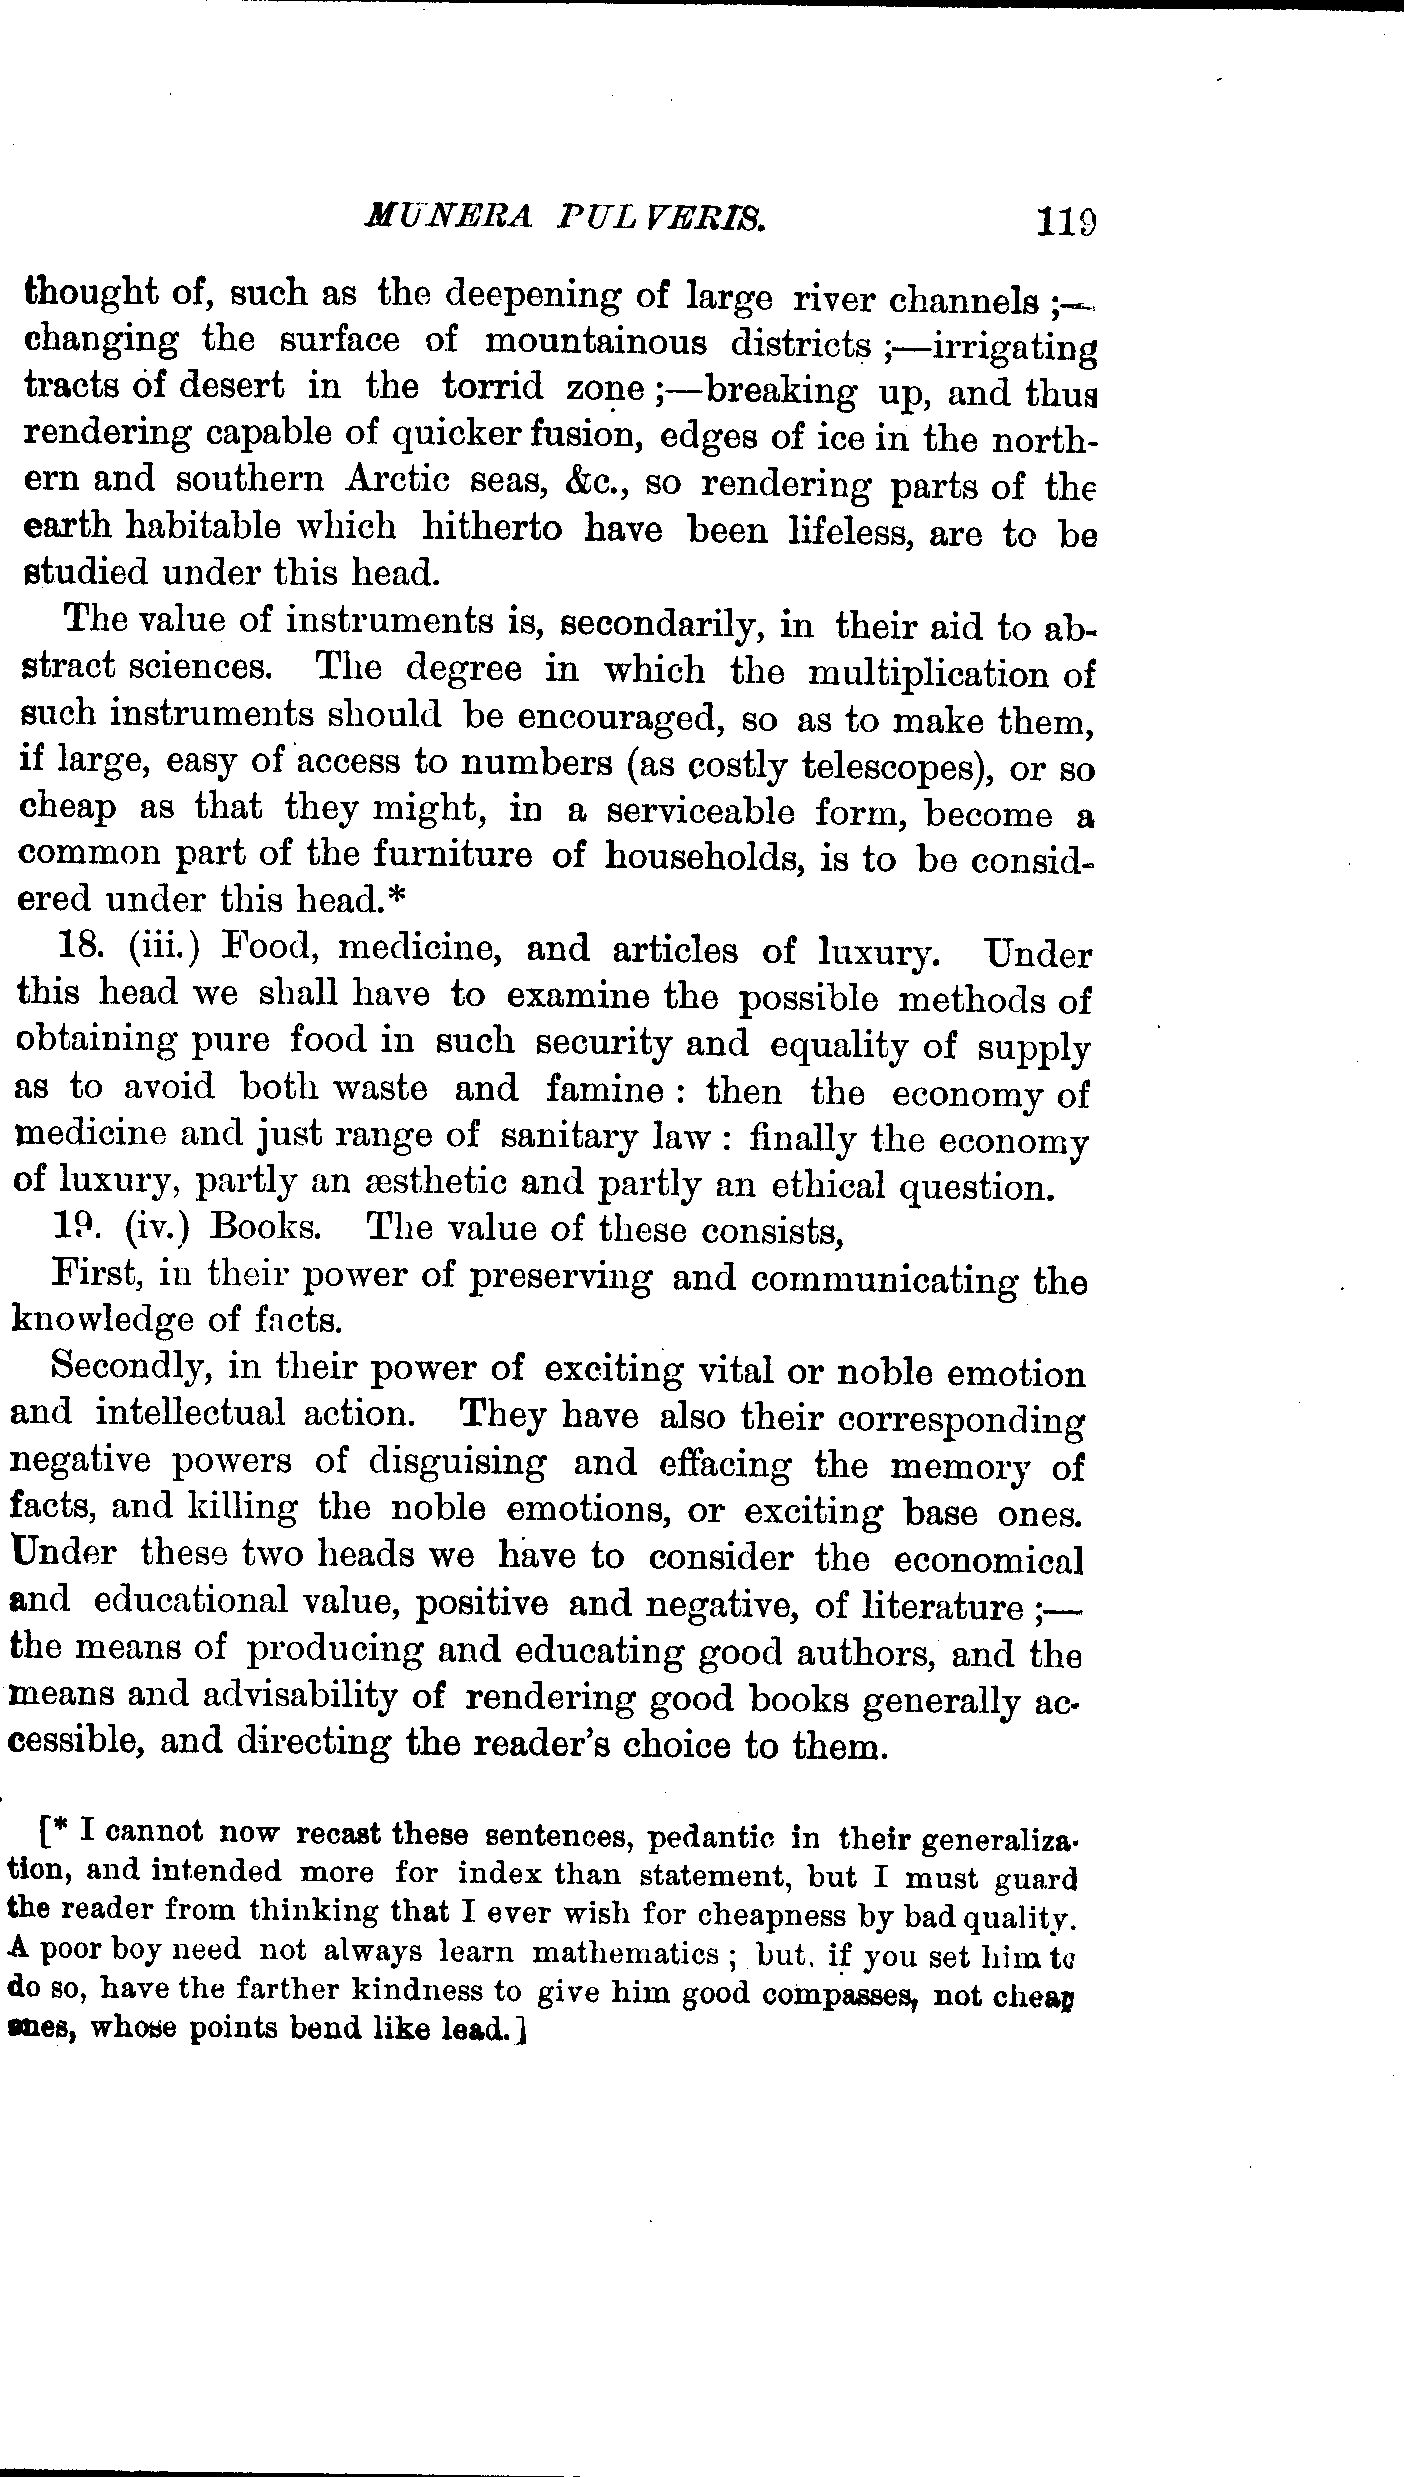 MUNERA PULVERIS. 119
thought of, such as the deepening of large river channels ;—
changing the surface of mountainous districts ;—irrigating
tracts of desert in the torrid zone ;—breaking up, and thus
rendering capable of quicker fusion, edges of ice in the north-
ern and southern Arctic seas, &c., so rendering parts of the
earth habitable which hitherto have been lifeless, are to be
studied under this head.
The value of instruments is, secondarily, in their aid to ab-
stract sciences. The degree in which the multiplication of
such instruments should be encouraged, so as to make them,
if large, easy of access to numbers (as costly telescopes), or so
cheap as that they might, in a serviceable form, become a
common part of the furniture of households, is to be consid-
ered under this head.*
18. (iii.) Food, medicine, and articles of luxury. Under
this head we shall have to examine the possible methods of
obtaining pure food in such security and equality of supply
as to avoid both waste and famine : then the economy of
medicine and just range of sanitary law : finally the economy
of luxury, partly an æsthetic and partly an ethical question.
19. (iv.) Books. The value of these consists,
First, in their power of preserving and communicating the
knowledge of facts.
Secondly, in their power of exciting vital or noble emotion
and intellectual action. They have also their corresponding
negative powers of disguising and effacing the memory of
facts, and killing the noble emotions, or exciting base ones.
Under these two heads we have to consider the economical
and educational value, positive and negative, of literature ;—
the means of producing and educating good authors, and the
means and advisability of rendering good books generally ac-
cessible, and directing the reader's choice to them.
[* I cannot now recast these sentences, pedantic in their generaliza-
tion, and intended more for index than statement, but I must guard
the reader from thinking that I ever wish for cheapness by bad quality.
A poor boy need not always learn mathematics ; but, if you set him to
do so, have the farther kindness to give him good compasses, not cheap
ones, whose points bend like lead.]